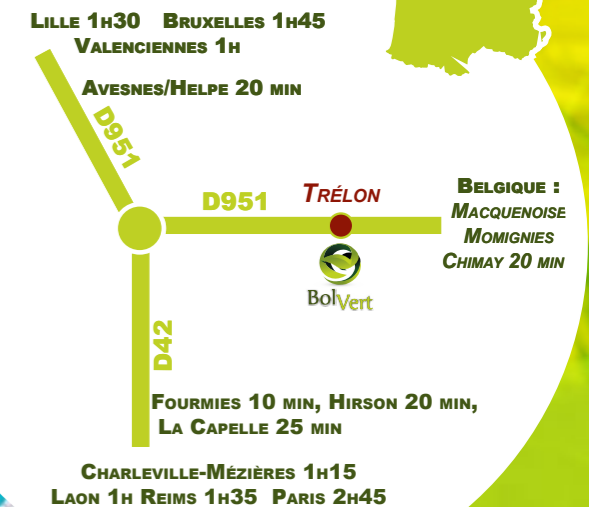 Lille 1h30 Bruxelles 1h45
Valenciennes 1h
Avesnes/Helpe 20 min
D951
D951
Trélon
Belgique :
Macquenoise
Momignies
Chimay 20 min
BolVert
D42
Fourmies 10 min, Hirson 20 min,
La Capelle 25 min
Charleville-Mézières 1h15
Laon 1h Reims 1h35 Paris 2h45